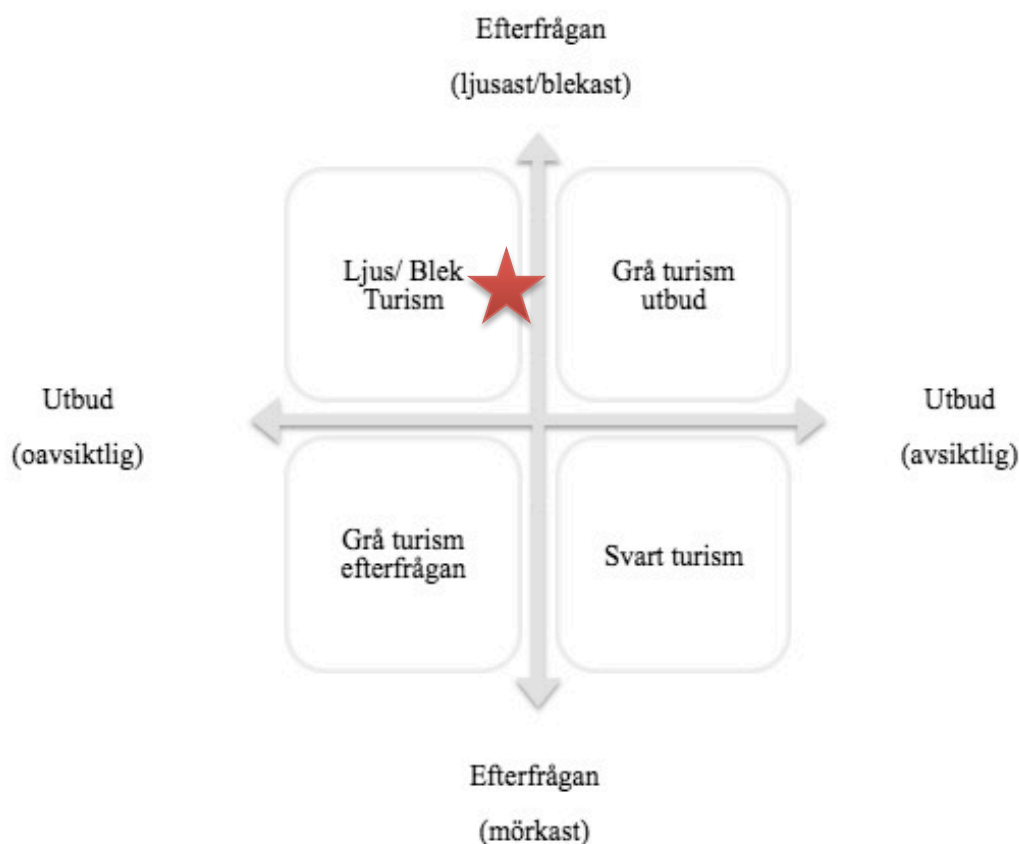 Efterfrågan
(ljusast/blekast)
Ljus/ Blek
Turism
Grå turism
utbud
Utbud
(oavsiktlig)
Utbud
(avsiktlig)
Grå turism
efterfrågan
Svart turism
Efterfrågan
(mörkast)